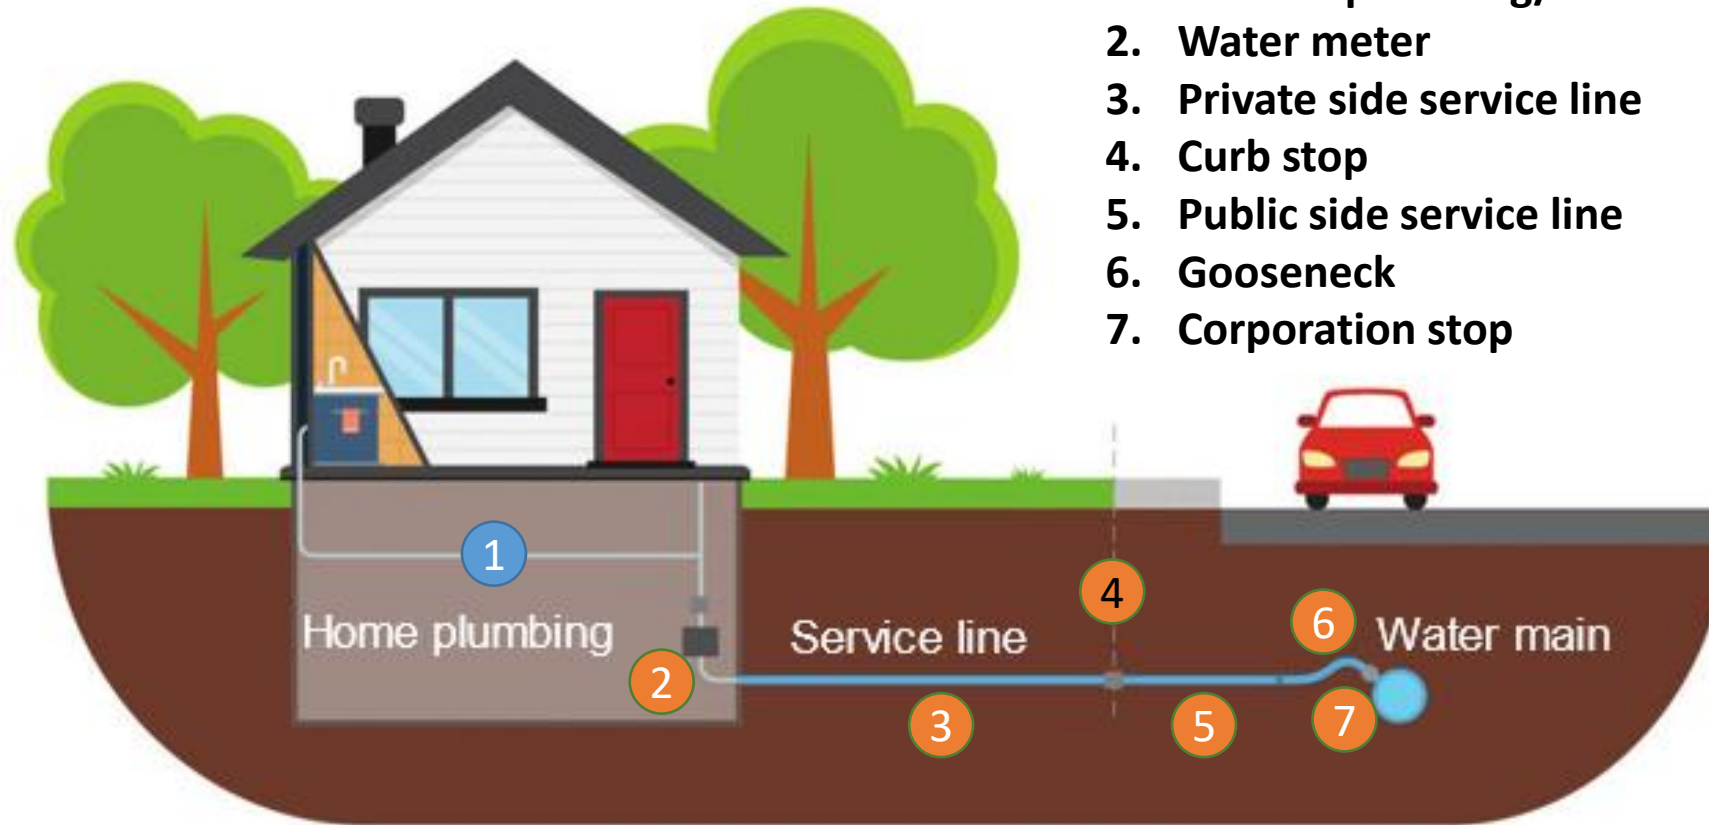 2. Water meter
3. Private side service line
4. Curb stop
5. Public side service line
6. Gooseneck
7. Corporation stop
1
4
6
Home plumbing
Service line
Water main
2
3
5
7